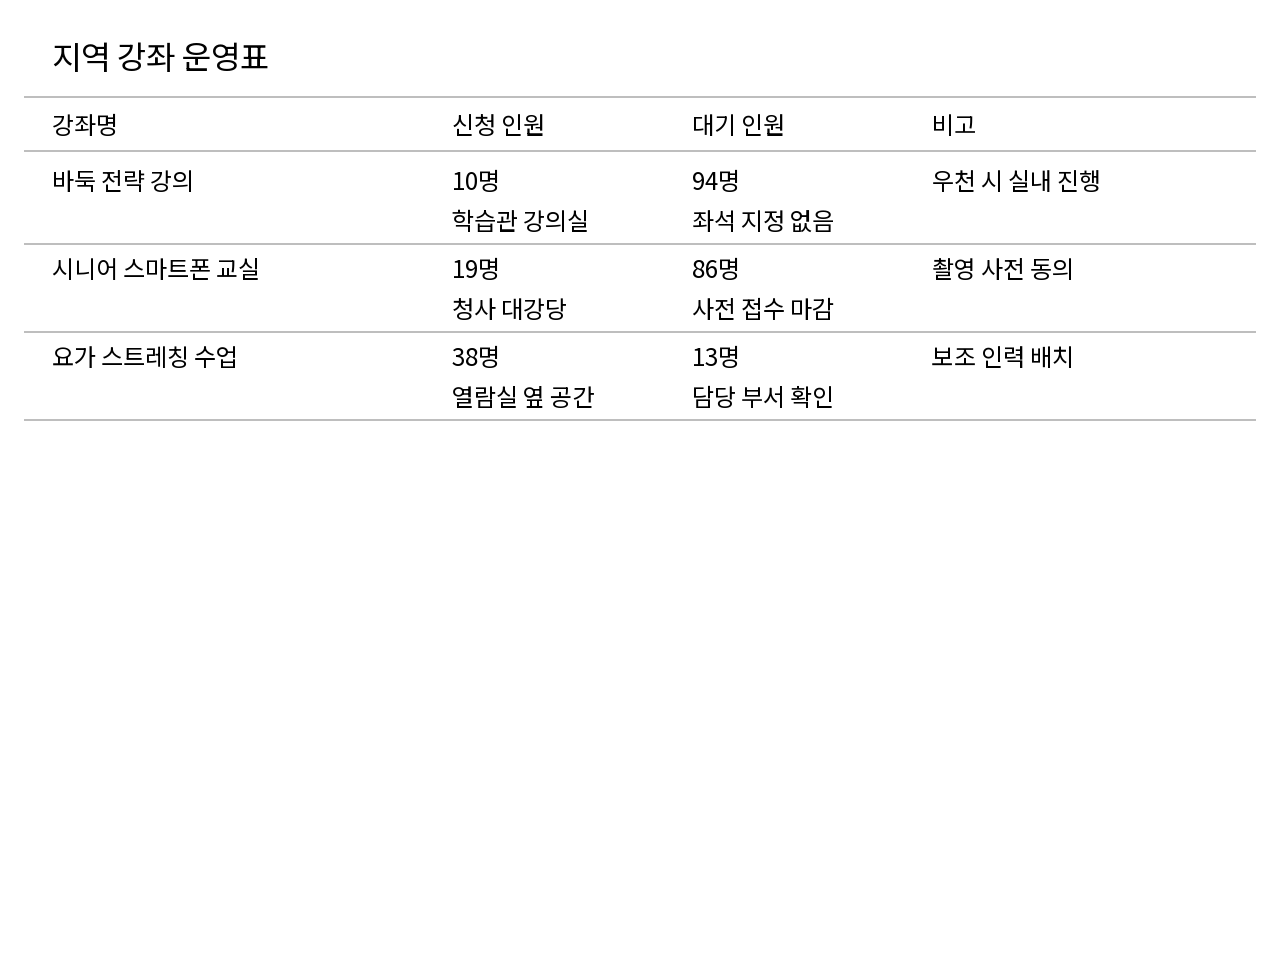 지역 강좌 운영표
강좌명 신청 인원 대기 인원 비고
바둑 전략 강의 10명 94명 우천 시 실내 진행
학습관 강의실 좌석 지정 없음
시니어 스마트폰 교실 19명 86명 촬영 사전 동의
청사 대강당 사전 접수 마감
요가 스트레칭 수업 38명 13명 보조 인력 배치
열람실 옆 공간 담당 부서 확인